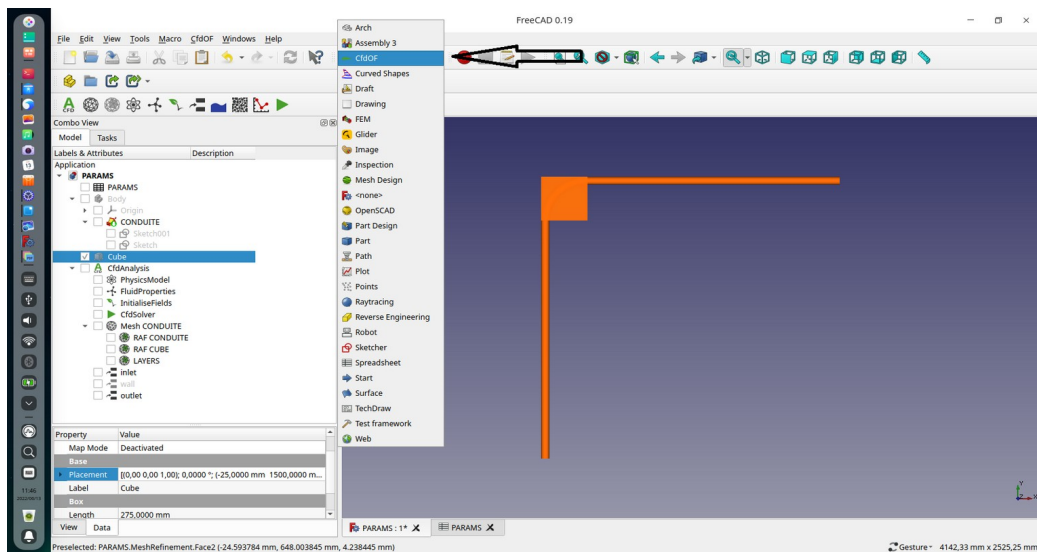 FreeCAD 0.19
File Edit View Tools Macro CfdOF Windows Help
Combo View
Model Tasks
Labels & Attributes Description
Application
PARAMS
PARAMS
Body
Origin
CONDUITE
Sketch001
Sketch
Cube
CfdAnalysis
PhysicsModel
FluidProperties
InitialiseFields
CfdSolver
Mesh CONDUITE
RAF CONDUITE
RAF CUBE
LAYERS
inlet
wall
outlet
Property Value
Map Mode Deactivated
Base
Placement [(0,00 0,00 1,00); 0,0000 °; (-25,0000 mm 1500,0000 m...
Label Cube
Box
Length 275,0000 mm
View Data
Arch
Assembly 3
CfdOF
Curved Shapes
Draft
Drawing
FEM
Glider
Image
Inspection
Mesh Design
<none>
OpenSCAD
Part Design
Part
Path
Plot
Points
Raytracing
Reverse Engineering
Robot
Sketcher
Spreadsheet
Start
Surface
TechDraw
Test framework
Web
PARAMS : 1*
PARAMS
Y
Z X
11:46
Preselected: PARAMS.MeshRefinement.Face2 (-24.593784 mm, 648.003845 mm, 4.238445 mm)
Gesture 4142,33 mm x 2525,25 mm